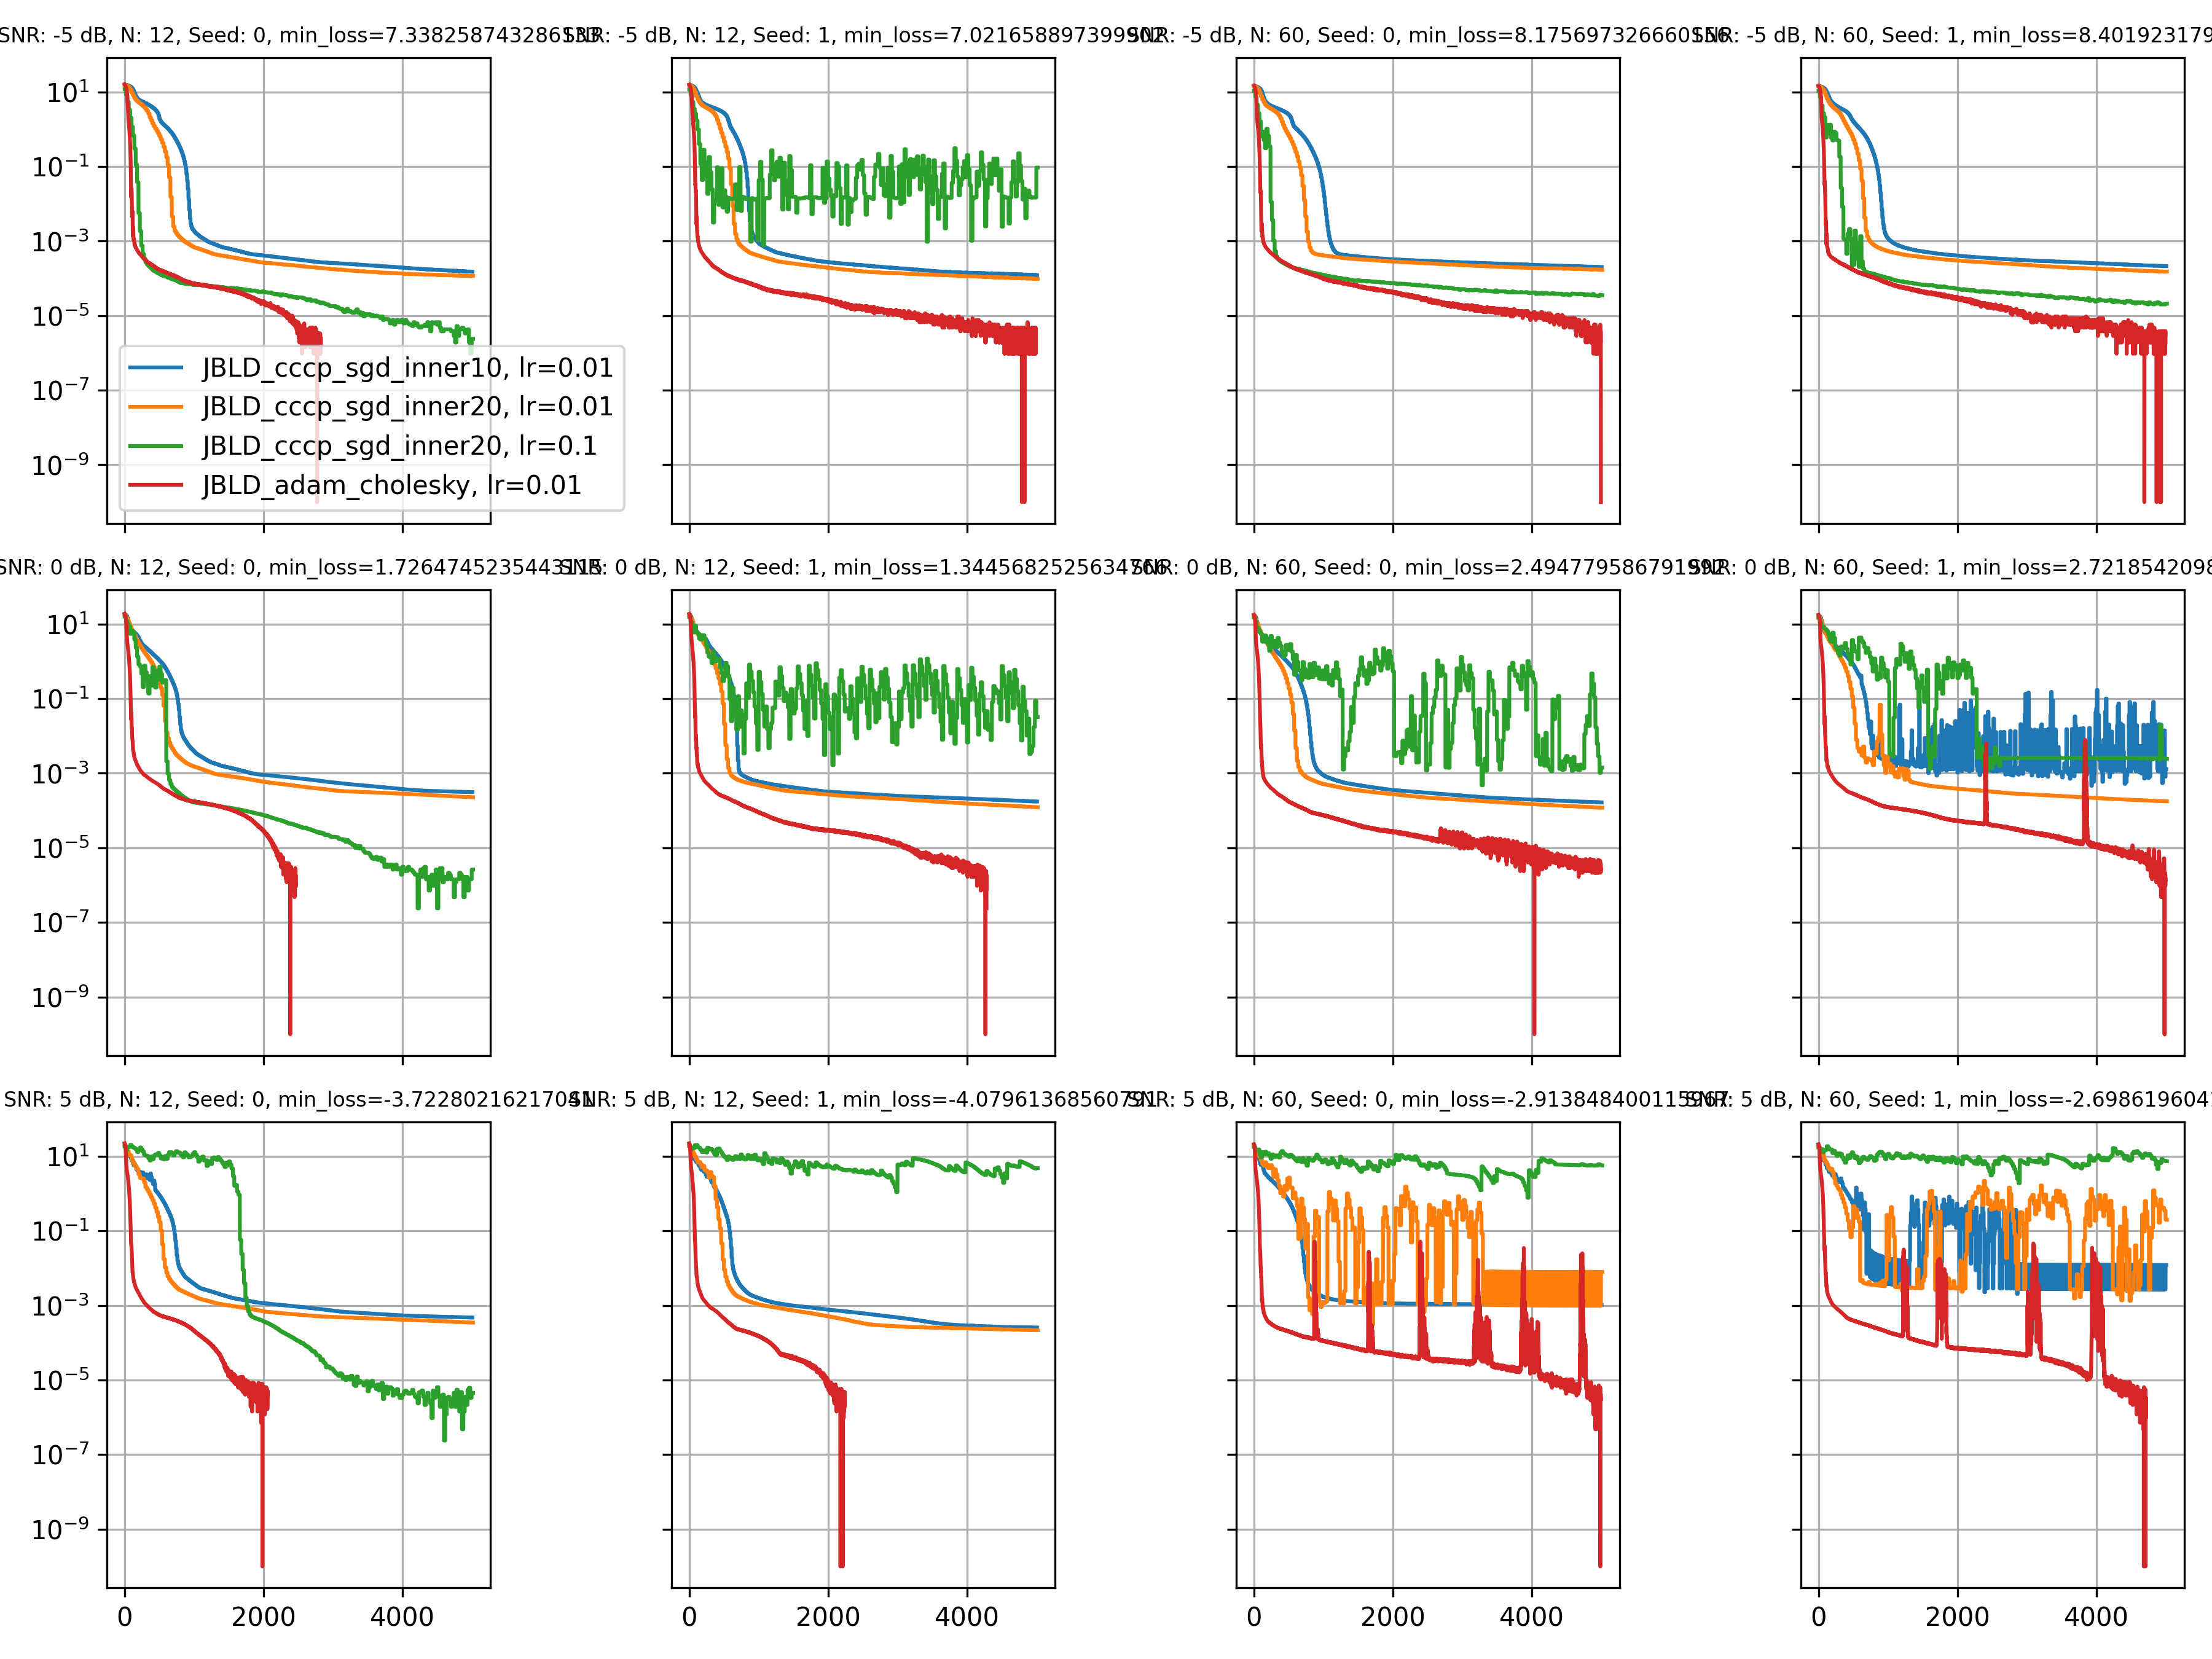 SNR: -5 dB, N: 12, Seed: 0, min_loss=7.338258743286133
SNR: -5 dB, N: 12, Seed: 1, min_loss=7.021658897399902
SNR: -5 dB, N: 60, Seed: 0, min_loss=8.175697326660156
SNR: -5 dB, N: 60, Seed: 1, min_loss=8.401923179
10¹
10⁻¹
10⁻³
10⁻⁵
10⁻⁷
10⁻⁹
JBLD_cccp_sgd_inner10, lr=0.01
JBLD_cccp_sgd_inner20, lr=0.01
JBLD_cccp_sgd_inner20, lr=0.1
JBLD_adam_cholesky, lr=0.01
SNR: 0 dB, N: 12, Seed: 0, min_loss=1.7264745235443115
SNR: 0 dB, N: 12, Seed: 1, min_loss=1.3445682525634766
SNR: 0 dB, N: 60, Seed: 0, min_loss=2.494779586791992
SNR: 0 dB, N: 60, Seed: 1, min_loss=2.7218542098
10¹
10⁻¹
10⁻³
10⁻⁵
10⁻⁷
10⁻⁹
SNR: 5 dB, N: 12, Seed: 0, min_loss=-3.7228021621704
SNR: 5 dB, N: 12, Seed: 1, min_loss=-4.07961368560791
SNR: 5 dB, N: 60, Seed: 0, min_loss=-2.913848400115967
SNR: 5 dB, N: 60, Seed: 1, min_loss=-2.698619604
10¹
10⁻¹
10⁻³
10⁻⁵
10⁻⁷
10⁻⁹
0 2000 4000
0 2000 4000
0 2000 4000
0 2000 4000